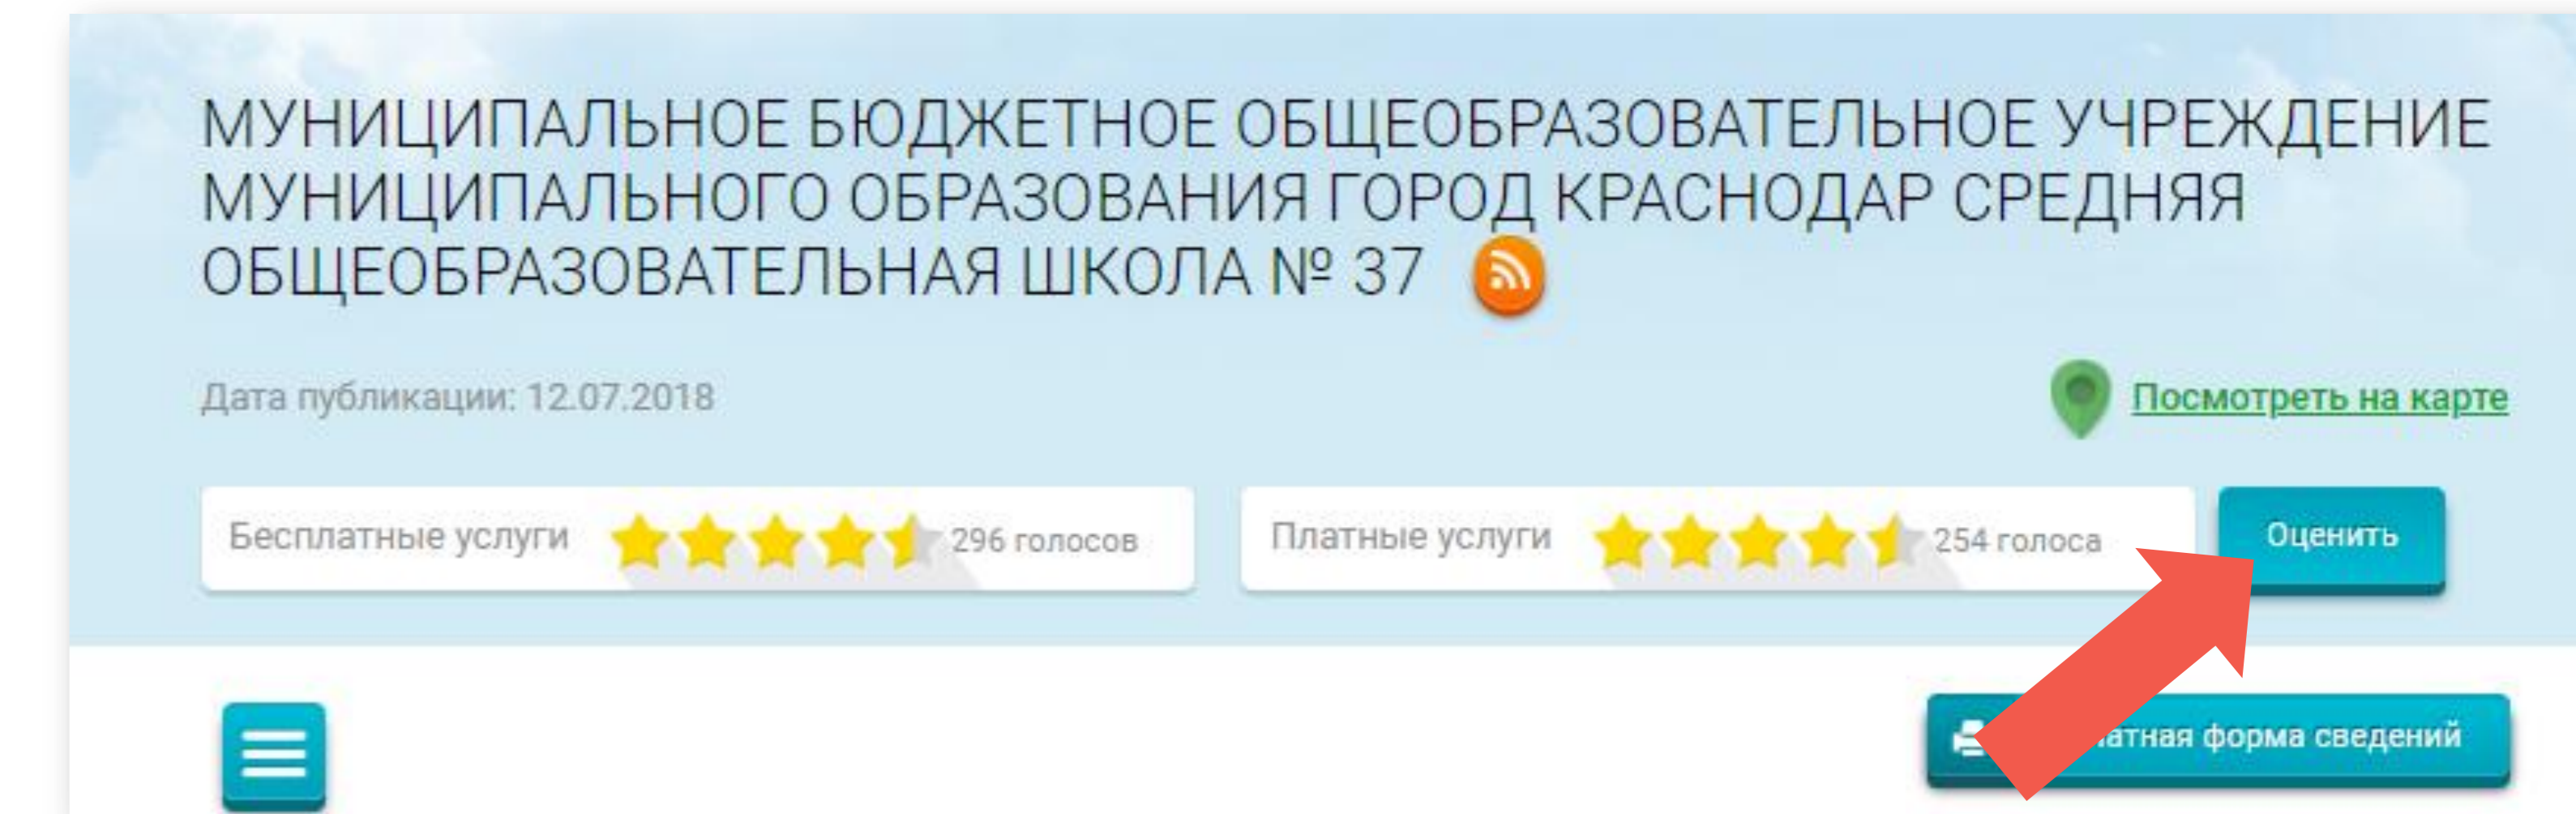 МУНИЦИПАЛЬНОЕ БЮДЖЕТНОЕ ОБЩЕОБРАЗОВАТЕЛЬНОЕ УЧРЕЖДЕНИЕ
МУНИЦИПАЛЬНОГО ОБРАЗОВАНИЯ ГОРОД КРАСНОДАР СРЕДНЯЯ
ОБЩЕОБРАЗОВАТЕЛЬНАЯ ШКОЛА № 37
Дата публикации: 12.07.2018
Посмотреть на карте
Бесплатные услуги 296 голосов
Платные услуги 254 голоса
Оценить
форма сведений